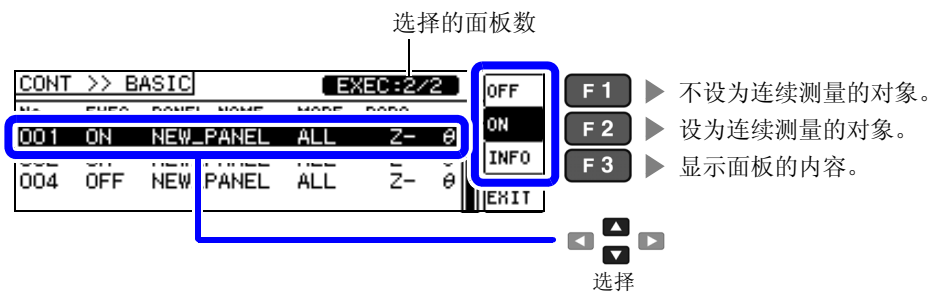 选择的面板数
CONT >> BASIC EXEC:2/2
OFF F1 不设为连续测量的对象。
001 ON NEW_PANEL ALL Z- θ
ON F2 设为连续测量的对象。
INFO F3 显示面板的内容。
004 OFF NEW_PANEL ALL Z- θ
EXIT
选择